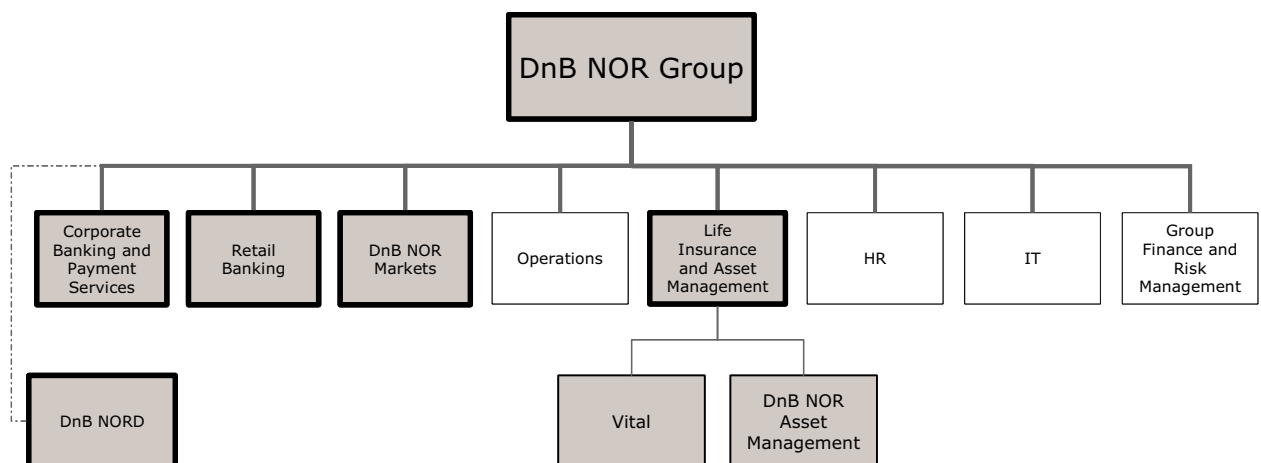 DnB NOR Group
Corporate
Banking and
Payment
Services
Retail
Banking
DnB NOR
Markets
Operations
Life
Insurance
and Asset
Management
HR
IT
Group
Finance and
Risk
Management
DnB NORD
Vital
DnB NOR
Asset
Management